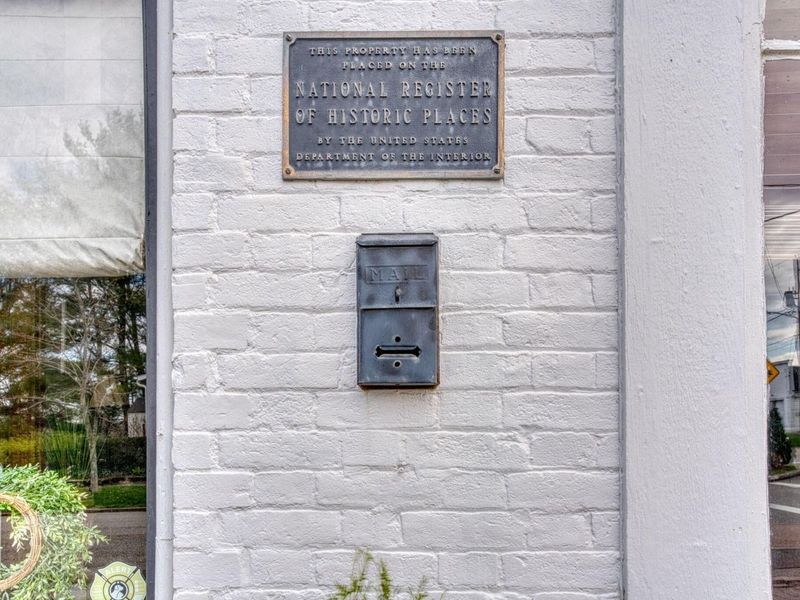 THIS PROPERTY HAS BEEN
PLACED ON THE
NATIONAL REGISTER
OF HISTORIC PLACES
BY THE UNITED STATES
DEPARTMENT OF THE INTERIOR
MAIL